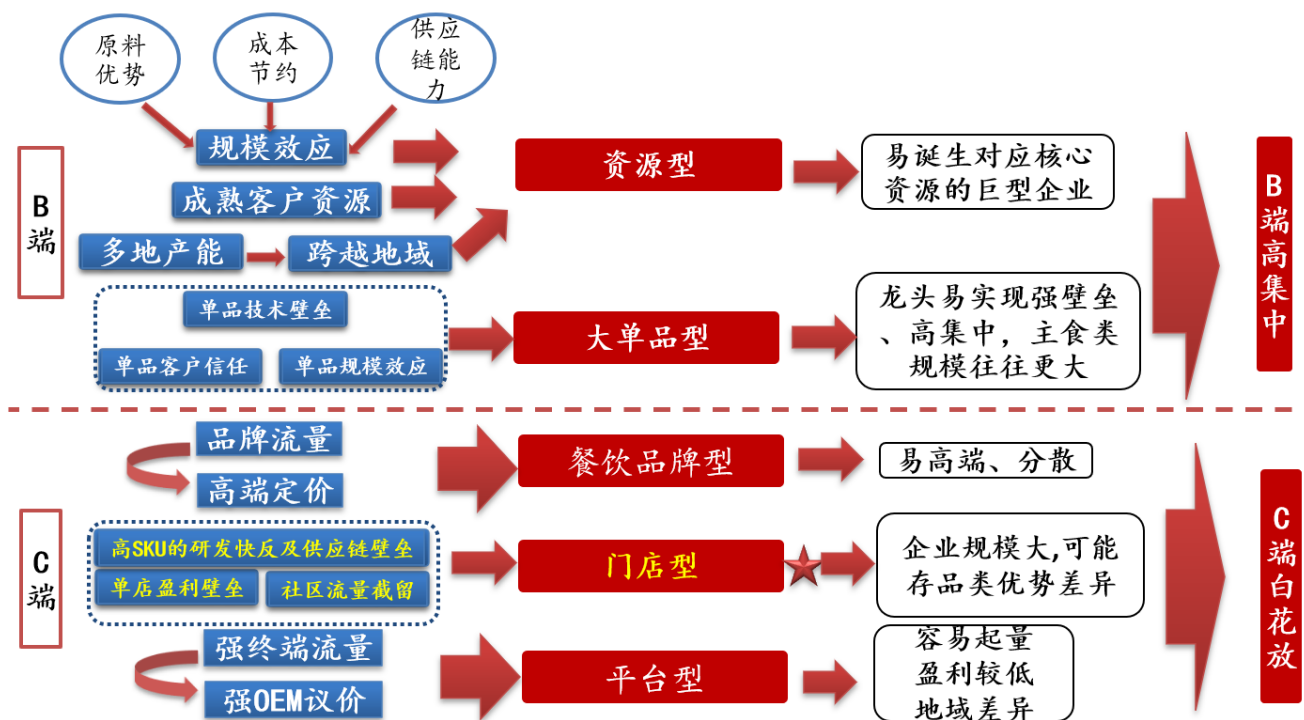 原料
优势
成本
节约
供应
链能
力
规模效应
成熟客户资源
多地产能
跨越地域
资源型
易诞生对应核心
资源的巨型企业
B
端
单品技术壁垒
单品客户信任
单品规模效应
大单品型
龙头易实现强壁垒
、高集中，主食类
规模往往更大
B
端
高
集
中
品牌流量
高端定价
餐饮品牌型
易高端、分散
C
端
高SKU的研发快反及供应链壁垒
单店盈利壁垒
社区流量截留
门店型
企业规模大,可能
存品类优势差异
强终端流量
强OEM议价
平台型
容易起量
盈利较低
地域差异
C
端
白
花
放